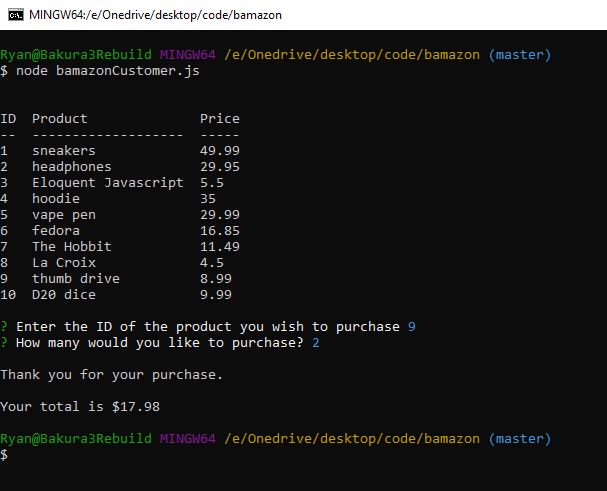 MINGW64:/e/Onedrive/desktop/code/bamazon
Ryan@Bakura3Rebuild MINGW64 /e/Onedrive/desktop/code/bamazon (master)
$ node bamazonCustomer.js
ID  Product              Price
--  -------------------  -----
1   sneakers             49.99
2   headphones           29.95
3   Eloquent Javascript  5.5
4   hoodie               35
5   vape pen             29.99
6   fedora               16.85
7   The Hobbit           11.49
8   La Croix             4.5
9   thumb drive          8.99
10  D20 dice             9.99
? Enter the ID of the product you wish to purchase 9
? How many would you like to purchase? 2
Thank you for your purchase.
Your total is $17.98
Ryan@Bakura3Rebuild MINGW64 /e/Onedrive/desktop/code/bamazon (master)
$